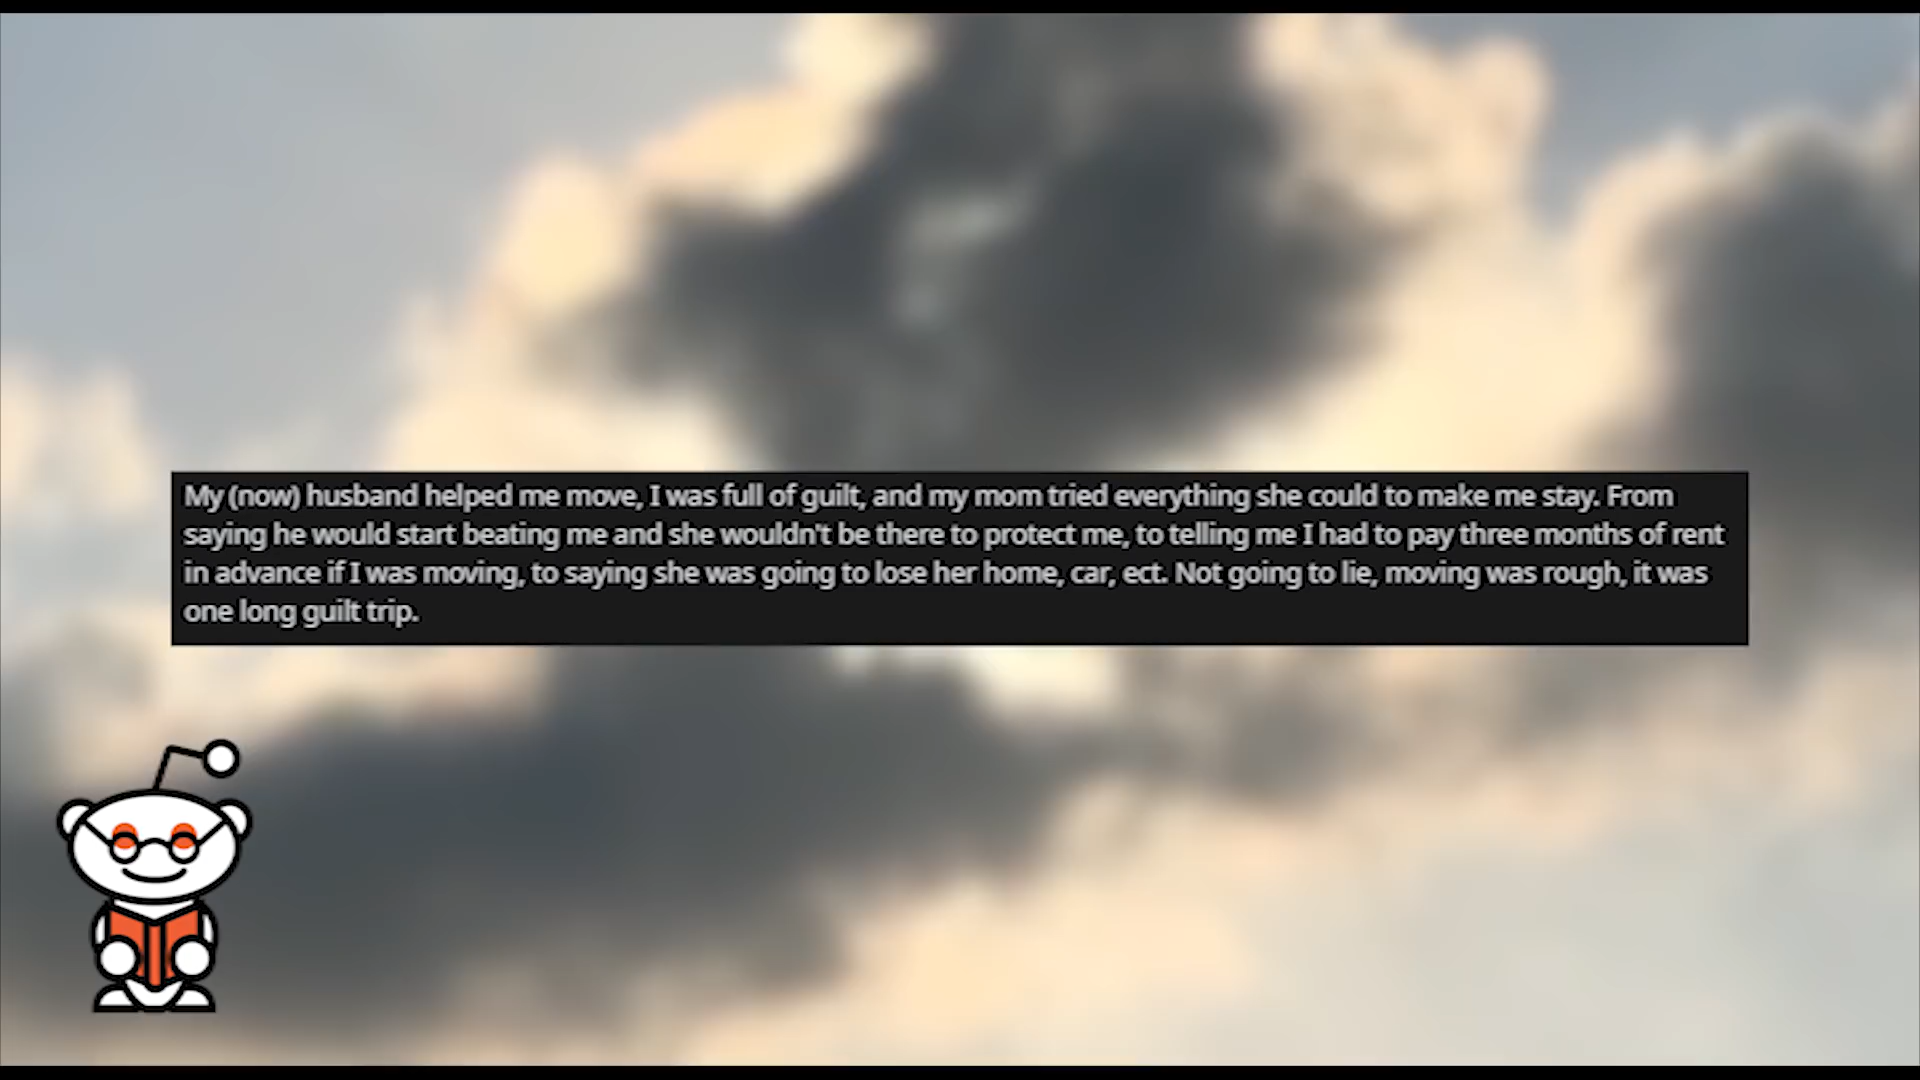 My (now) husband helped me move, I was full of guilt, and my mom tried everything she could to make me stay. From
saying he would start beating me and she wouldn't be there to protect me, to telling me I had to pay three months of rent
in advance if I was moving, to saying she was going to lose her home, car, ect. Not going to lie, moving was rough, it was
one long guilt trip.